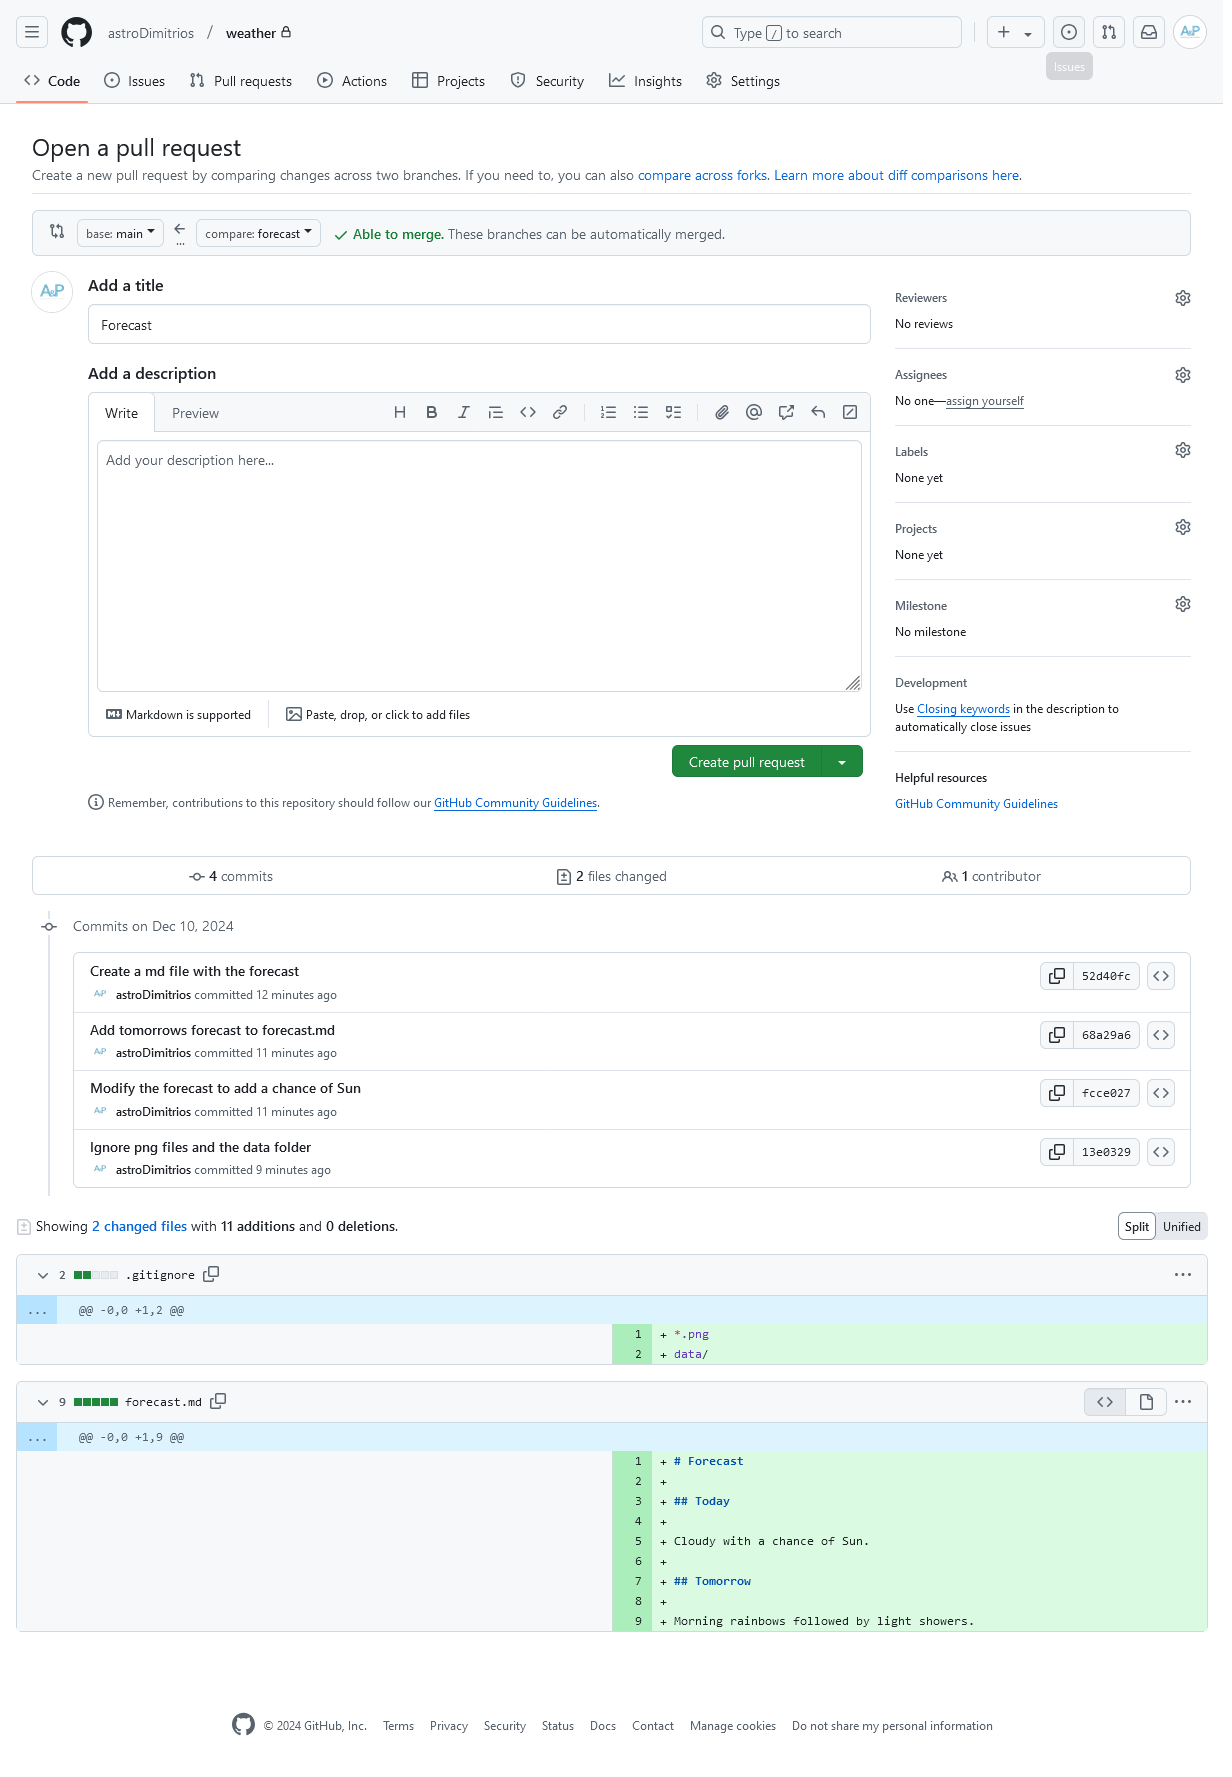 astroDimitrios / weather
Type / to search
A&P
Issues
Code Issues Pull requests Actions Projects Security Insights Settings
Open a pull request
Create a new pull request by comparing changes across two branches. If you need to, you can also compare across forks. Learn more about diff comparisons here.
base: main ... compare: forecast Able to merge. These branches can be automatically merged.
A&P
Add a title
Forecast
Add a description
Write Preview
Add your description here...
Markdown is supported Paste, drop, or click to add files
Create pull request
Remember, contributions to this repository should follow our GitHub Community Guidelines.
Reviewers
No reviews
Assignees
No one—assign yourself
Labels
None yet
Projects
None yet
Milestone
No milestone
Development
Use Closing keywords in the description to
automatically close issues
Helpful resources
GitHub Community Guidelines
4 commits 2 files changed 1 contributor
Commits on Dec 10, 2024
Create a md file with the forecast
A&P astroDimitrios committed 12 minutes ago
52d40fc
Add tomorrows forecast to forecast.md
A&P astroDimitrios committed 11 minutes ago
68a29a6
Modify the forecast to add a chance of Sun
A&P astroDimitrios committed 11 minutes ago
fcce027
Ignore png files and the data folder
A&P astroDimitrios committed 9 minutes ago
13e0329
Showing 2 changed files with 11 additions and 0 deletions.
Split Unified
2 .gitignore
... @@ -0,0 +1,2 @@
1 + *.png
2 + data/
9 forecast.md
... @@ -0,0 +1,9 @@
1 + # Forecast
2 +
3 + ## Today
4 +
5 + Cloudy with a chance of Sun.
6 +
7 + ## Tomorrow
8 +
9 + Morning rainbows followed by light showers.
© 2024 GitHub, Inc. Terms Privacy Security Status Docs Contact Manage cookies Do not share my personal information